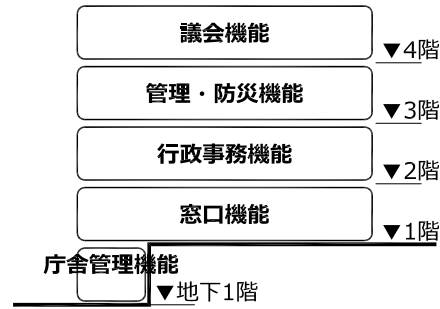 議会機能
▼4階
管理・防災機能
▼3階
行政事務機能
▼2階
窓口機能
▼1階
庁舎管理機能
▼地下1階